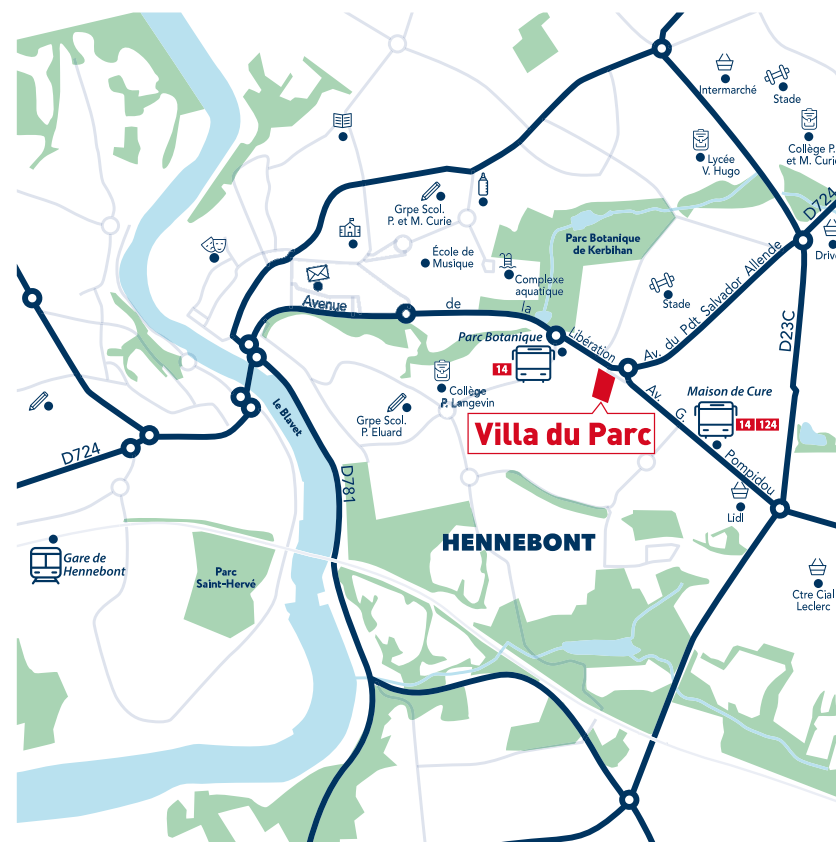 Intermarché
Stade
Collège P.
et M. Curie
Lycée
V. Hugo
D724
Grpe Scol.
P. et M. Curie
École de
Musique
Complexe
aquatique
Parc Botanique
de Kerbihan
Drive
Stade
Avenue de la Libération
Av. du Pdt Salvador Allende
D23C
Parc Botanique
14
Collège
P. Langevin
Grpe Scol.
P. Eluard
le Blavet
Villa du Parc
Av. G. Pompidou
Maison de Cure
14 124
D724
D781
Lidl
HENNEBONT
Gare de
Hennebont
Parc
Saint-Hervé
Ctre Cial
Leclerc